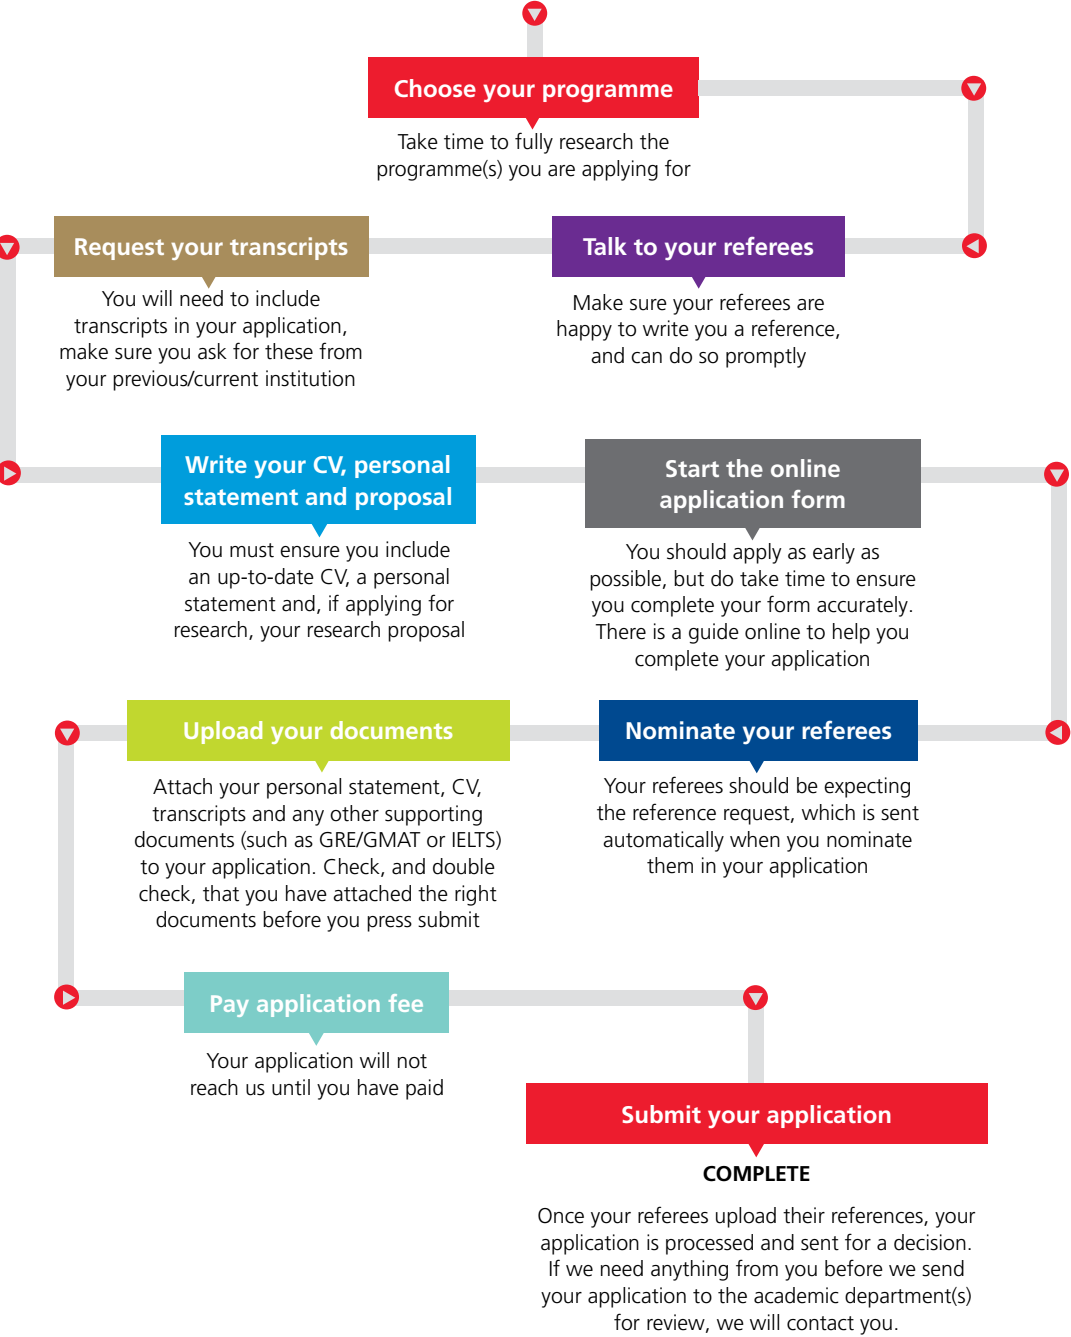 Choose your programme
Take time to fully research the
programme(s) you are applying for
Talk to your referees
Make sure your referees are
happy to write you a reference,
and can do so promptly
Request your transcripts
You will need to include
transcripts in your application,
make sure you ask for these from
your previous/current institution
Write your CV, personal
statement and proposal
You must ensure you include
an up-to-date CV, a personal
statement and, if applying for
research, your research proposal
Start the online
application form
You should apply as early as
possible, but do take time to ensure
you complete your form accurately.
There is a guide online to help you
complete your application
Nominate your referees
Your referees should be expecting
the reference request, which is sent
automatically when you nominate
them in your application
Upload your documents
Attach your personal statement, CV,
transcripts and any other supporting
documents (such as GRE/GMAT or IELTS)
to your application. Check, and double
check, that you have attached the right
documents before you press submit
Pay application fee
Your application will not
reach us until you have paid
Submit your application
COMPLETE
Once your referees upload their references, your
application is processed and sent for a decision.
If we need anything from you before we send
your application to the academic department(s)
for review, we will contact you.